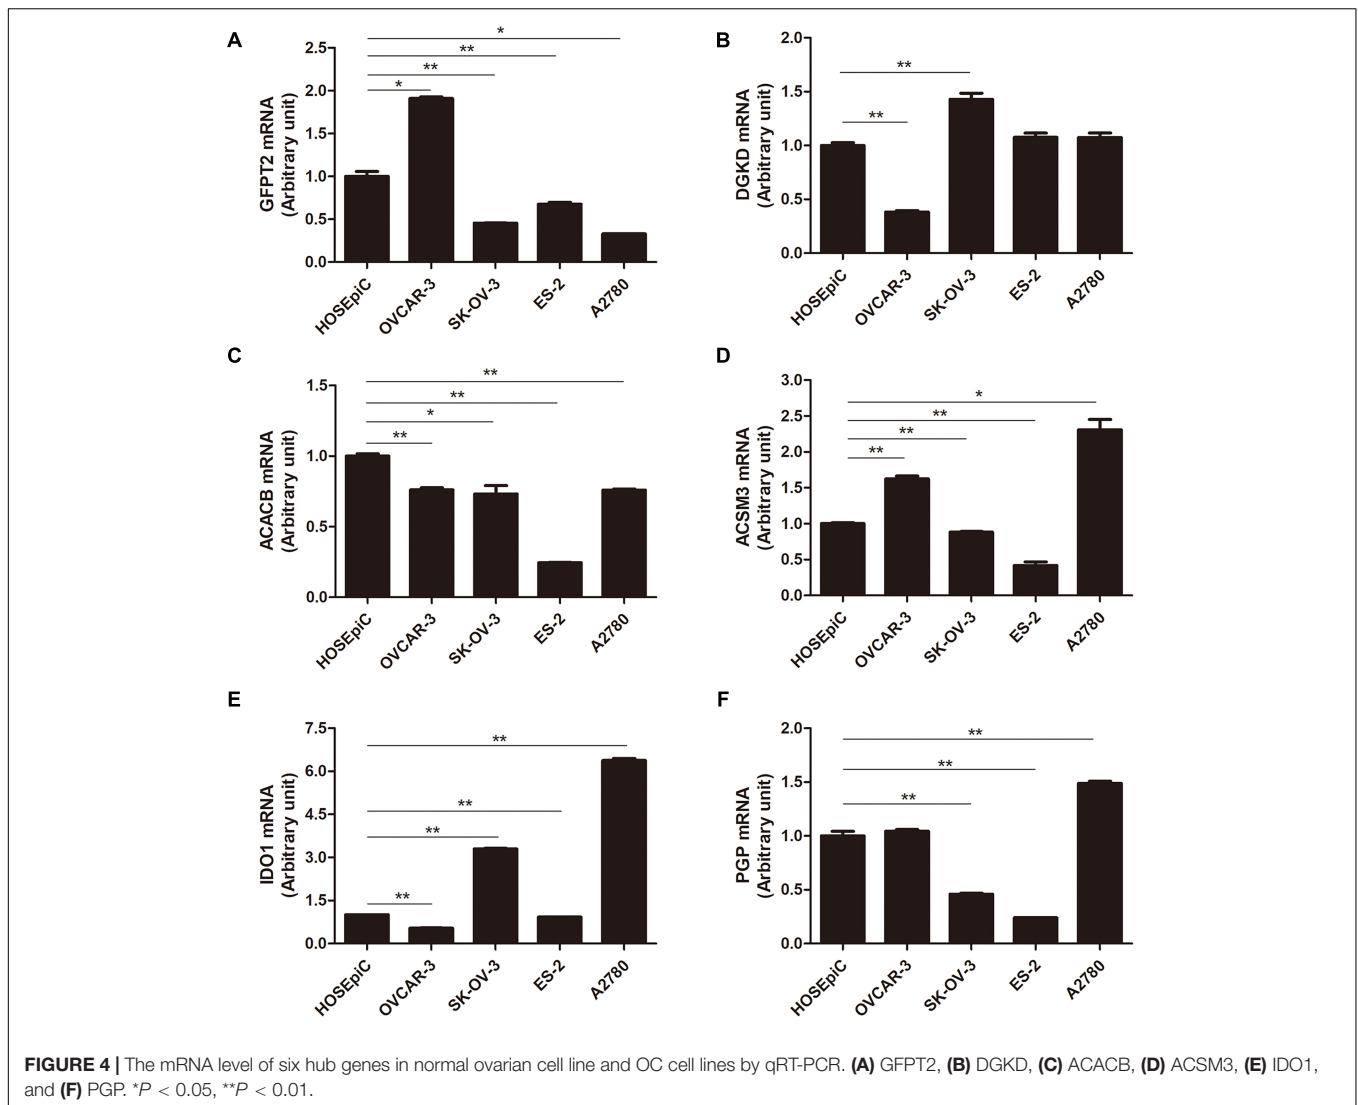 A
GFPT2 mRNA
(Arbitrary unit)
2.5
2.0
1.5
1.0
0.5
0.0
*
**
**
*
HOSEpiC
OVCAR-3
SK-OV-3
ES-2
A2780
B
DGKD mRNA
(Arbitrary unit)
2.0
1.5
1.0
0.5
0.0
**
**
HOSEpiC
OVCAR-3
SK-OV-3
ES-2
A2780
C
ACACB mRNA
(Arbitrary unit)
1.5
1.0
0.5
0.0
**
**
*
**
HOSEpiC
OVCAR-3
SK-OV-3
ES-2
A2780
D
ACSM3 mRNA
(Arbitrary unit)
3.0
2.5
2.0
1.5
1.0
0.5
0.0
*
**
**
**
HOSEpiC
OVCAR-3
SK-OV-3
ES-2
A2780
E
IDO1 mRNA
(Arbitrary unit)
7.5
6.0
4.5
3.0
1.5
0.0
**
**
**
**
HOSEpiC
OVCAR-3
SK-OV-3
ES-2
A2780
F
PGP mRNA
(Arbitrary unit)
2.0
1.5
1.0
0.5
0.0
**
**
**
HOSEpiC
OVCAR-3
SK-OV-3
ES-2
A2780
FIGURE 4 | The mRNA level of six hub genes in normal ovarian cell line and OC cell lines by qRT-PCR. (A) GFPT2, (B) DGKD, (C) ACACB, (D) ACSM3, (E) IDO1,
and (F) PGP. *P < 0.05, **P < 0.01.